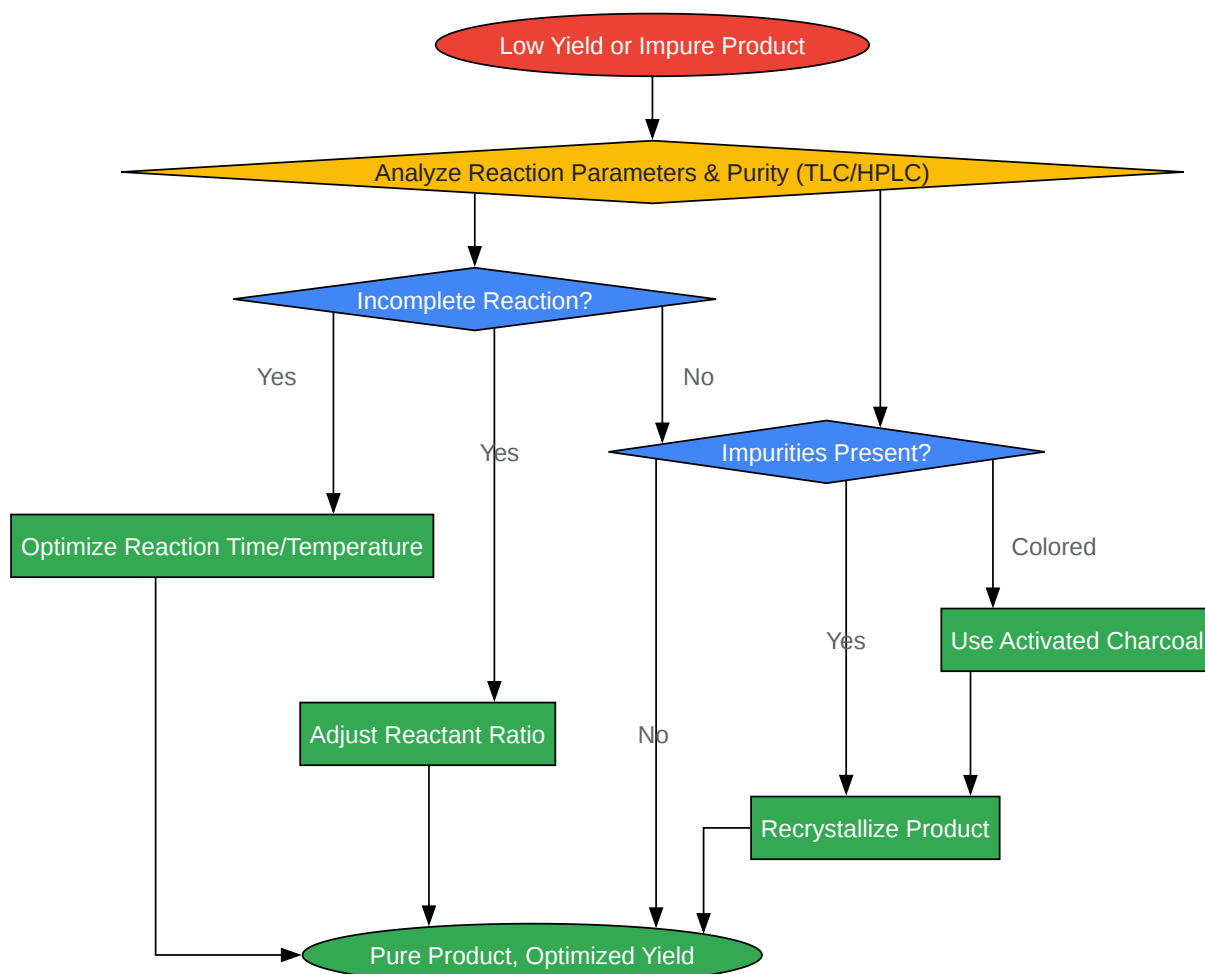 Low Yield or Impure Product
Analyze Reaction Parameters & Purity (TLC/HPLC)
Incomplete Reaction?
Yes
No
Yes
Impurities Present?
Optimize Reaction Time/Temperature
Colored
Yes
Use Activated Charcoal
Adjust Reactant Ratio
No
Recrystallize Product
Pure Product, Optimized Yield